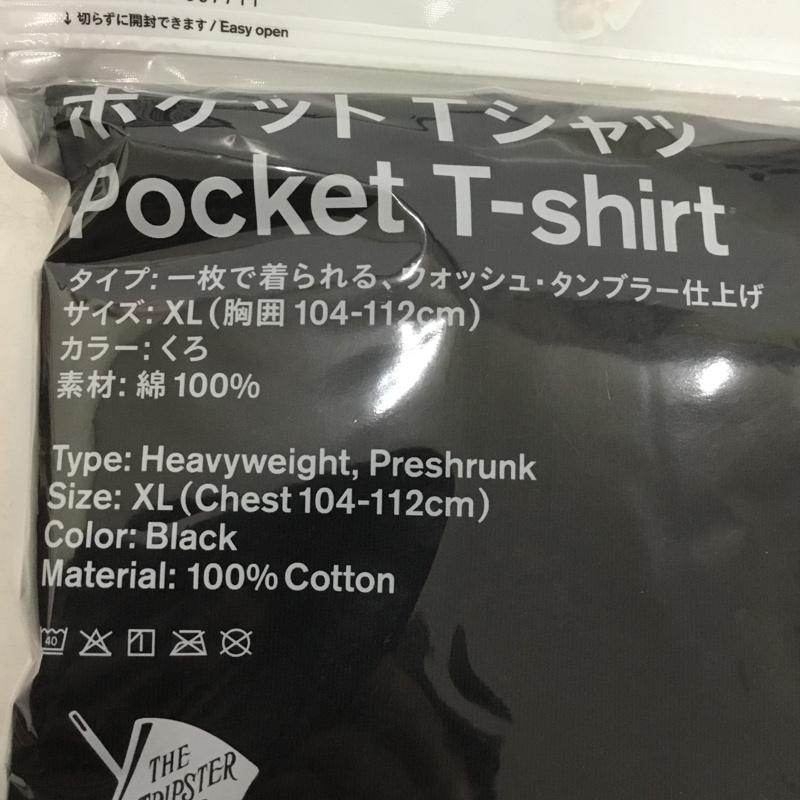 ↓切らずに開封できます / Easy open
ポケットTシャツ
Pocket T-shirt
タイプ: 一枚で着られる、ウォッシュ・タンブラー仕上げ
サイズ: XL (胸囲 104-112cm)
カラー: くろ
素材: 綿 100%
Type: Heavyweight, Preshrunk
Size: XL (Chest 104-112cm)
Color: Black
Material: 100% Cotton
40
THE